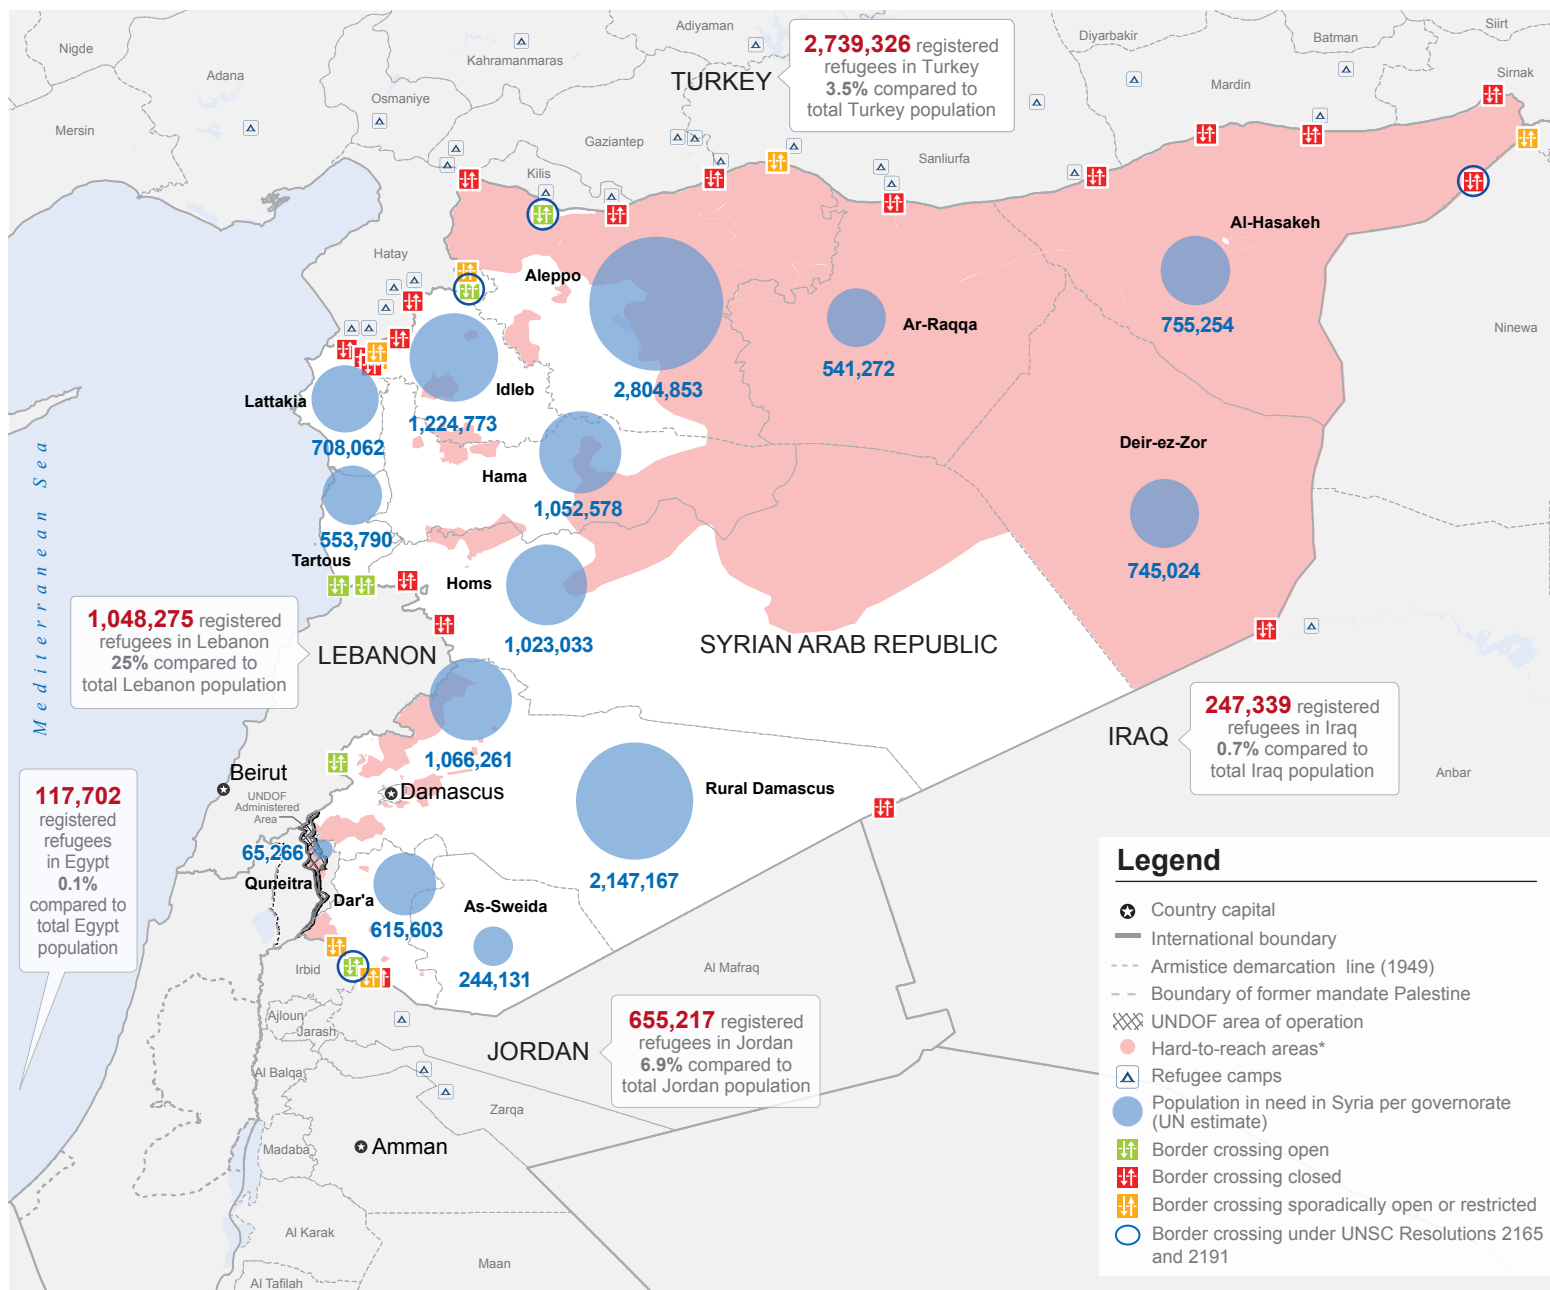 Nigde
Adana
Mersin
Osmaniye
Kahramanmaras
Adiyaman
Gaziantep
Kilis
Hatay
Sanliurfa
Diyarbakir
Mardin
Batman
Siirt
Sirnak
Ninewa
Anbar
TURKEY
2,739,326 registered
refugees in Turkey
3.5% compared to
total Turkey population
Aleppo
2,804,853
Ar-Raqqa
541,272
Al-Hasakeh
755,254
Idleb
1,224,773
Lattakia
708,062
Hama
1,052,578
Deir-ez-Zor
745,024
553,790
Tartous
Homs
1,023,033
SYRIAN ARAB REPUBLIC
Mediterranean Sea
1,048,275 registered
refugees in Lebanon
25% compared to
total Lebanon population
LEBANON
1,066,261
Damascus
Rural Damascus
2,147,167
IRAQ
247,339 registered
refugees in Iraq
0.7% compared to
total Iraq population
Beirut
UNDOF
Administered
Area
117,702
registered
refugees
in Egypt
0.1%
compared to
total Egypt
population
65,266
Quneitra
Dar'a
615,603
As-Sweida
244,131
Irbid
Ajloun
Jarash
Al Balqa
Al Mafraq
JORDAN
655,217 registered
refugees in Jordan
6.9% compared to
total Jordan population
Zarqa
Amman
Madaba
Al Karak
Maan
Al Tafilah
Legend
Country capital
International boundary
Armistice demarcation line (1949)
Boundary of former mandate Palestine
UNDOF area of operation
Hard-to-reach areas*
Refugee camps
Population in need in Syria per governorate
(UN estimate)
Border crossing open
Border crossing closed
Border crossing sporadically open or restricted
Border crossing under UNSC Resolutions 2165
and 2191